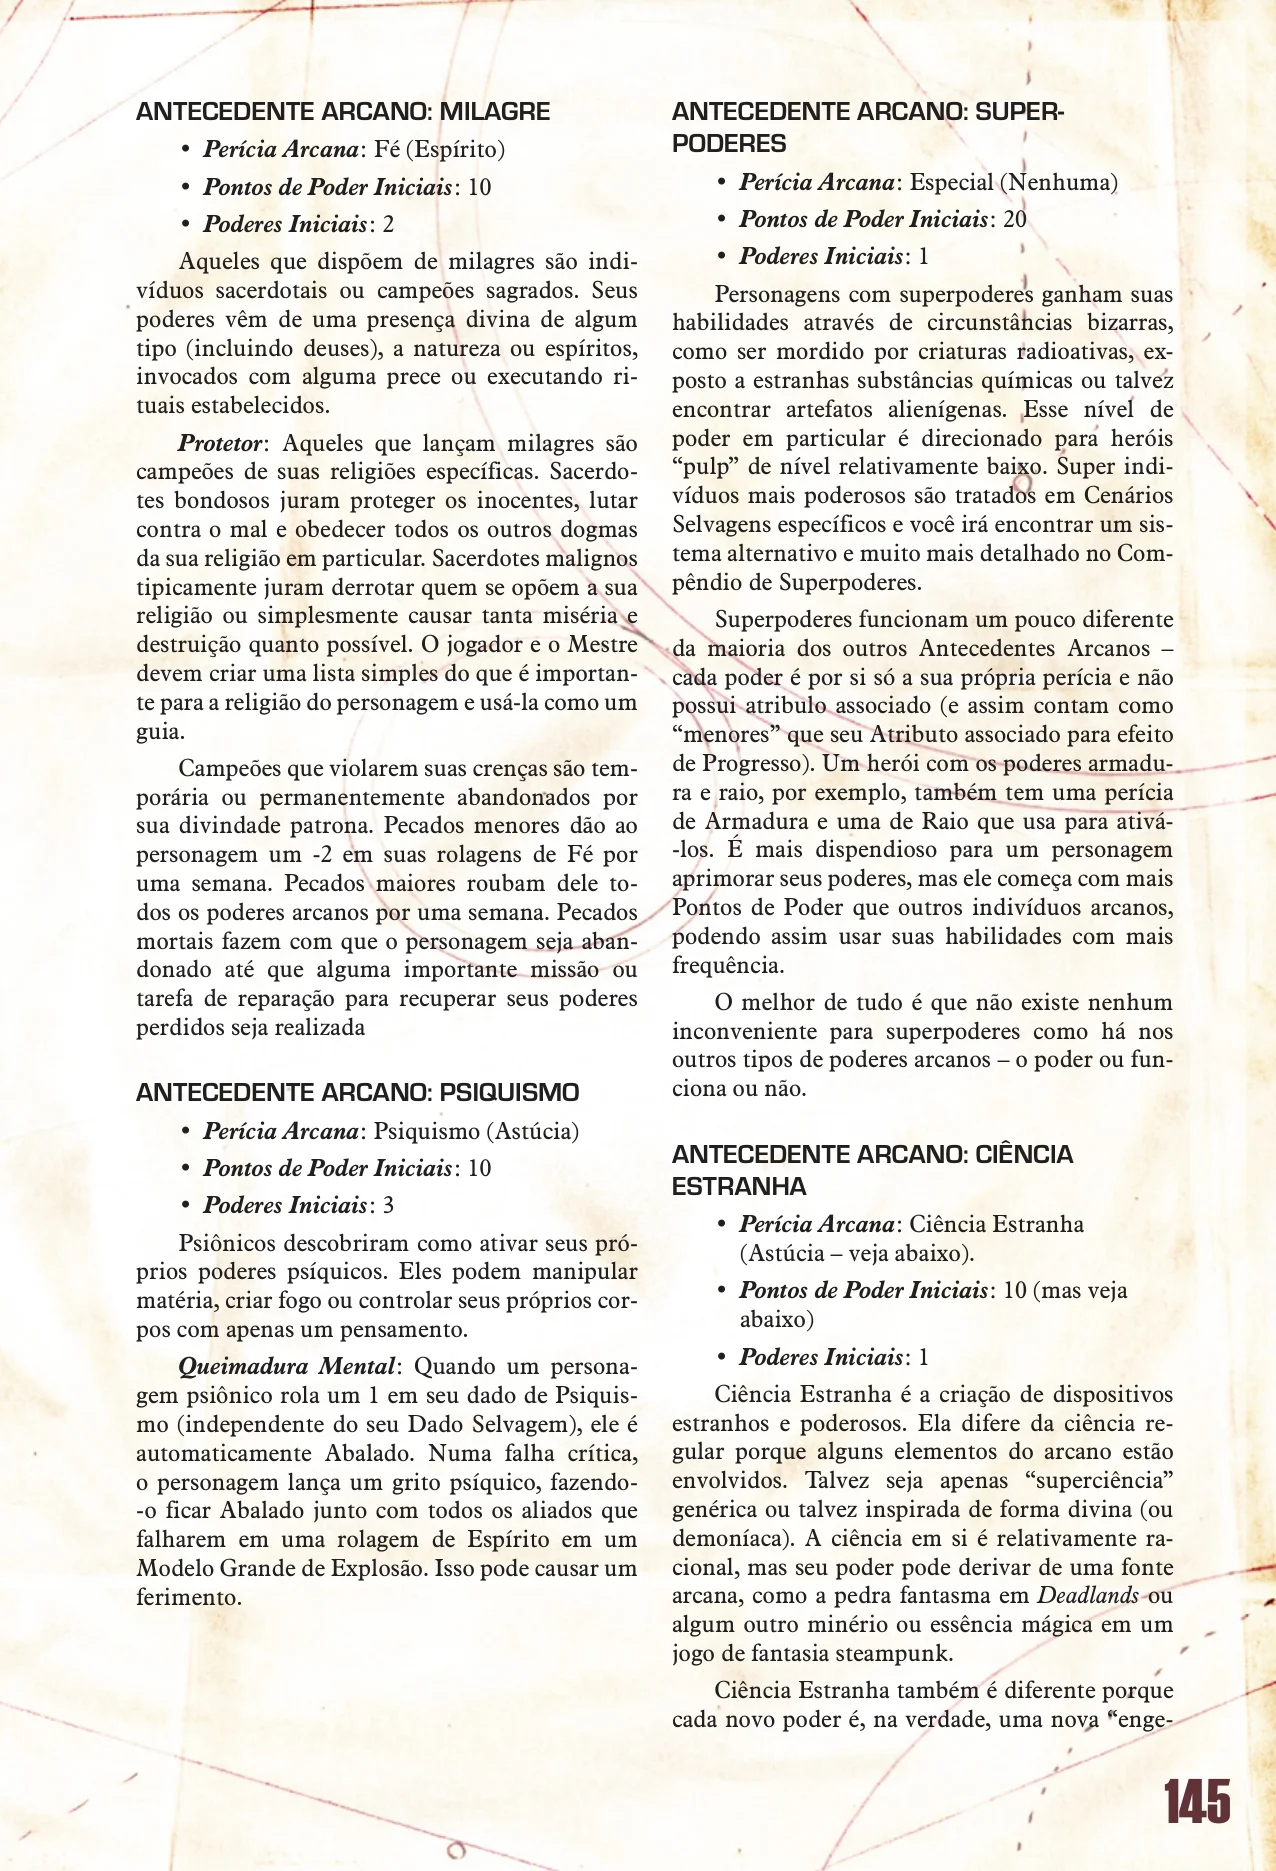 ANTECEDENTE ARCANO: MILAGRE
• Perícia Arcana: Fé (Espírito)
• Pontos de Poder Iniciais: 10
• Poderes Iniciais: 2
Aqueles que dispõem de milagres são indi-
víduos sacerdotais ou campeões sagrados. Seus
poderes vêm de uma presença divina de algum
tipo (incluindo deuses), a natureza ou espíritos,
invocados com alguma prece ou executando ri-
tuais estabelecidos.
Protetor: Aqueles que lançam milagres são
campeões de suas religiões específicas. Sacerdo-
tes bondosos juram proteger os inocentes, lutar
contra o mal e obedecer todos os outros dogmas
da sua religião em particular. Sacerdotes malignos
tipicamente juram derrotar quem se opõem a sua
religião ou simplesmente causar tanta miséria e
destruição quanto possível. O jogador e o Mestre
devem criar uma lista simples do que é importan-
te para a religião do personagem e usá-la como um
guia.
Campeões que violarem suas crenças são tem-
porária ou permanentemente abandonados por
sua divindade patrona. Pecados menores dão ao
personagem um -2 em suas rolagens de Fé por
uma semana. Pecados maiores roubam dele to-
dos os poderes arcanos por uma semana. Pecados
mortais fazem com que o personagem seja aban-
donado até que alguma importante missão ou
tarefa de reparação para recuperar seus poderes
perdidos seja realizada
ANTECEDENTE ARCANO: PSIQUISMO
• Perícia Arcana: Psiquismo (Astúcia)
• Pontos de Poder Iniciais: 10
• Poderes Iniciais: 3
Psiônicos descobriram como ativar seus pró-
prios poderes psíquicos. Eles podem manipular
matéria, criar fogo ou controlar seus próprios cor-
pos com apenas um pensamento.
Queimadura Mental: Quando um persona-
gem psiônico rola um 1 em seu dado de Psiquis-
mo (independente do seu Dado Selvagem), ele é
automaticamente Abalado. Numa falha crítica,
o personagem lança um grito psíquico, fazendo-
-o ficar Abalado junto com todos os aliados que
falharem em uma rolagem de Espírito em um
Modelo Grande de Explosão. Isso pode causar um
ferimento.
ANTECEDENTE ARCANO: SUPER-
PODERES
• Perícia Arcana: Especial (Nenhuma)
• Pontos de Poder Iniciais: 20
• Poderes Iniciais: 1
Personagens com superpoderes ganham suas
habilidades através de circunstâncias bizarras,
como ser mordido por criaturas radioativas, ex-
posto a estranhas substâncias químicas ou talvez
encontrar artefatos alienígenas. Esse nível de
poder em particular é direcionado para heróis
“pulp” de nível relativamente baixo. Super indi-
víduos mais poderosos são tratados em Cenários
Selvagens específicos e você irá encontrar um sis-
tema alternativo e muito mais detalhado no Com-
pêndio de Superpoderes.
Superpoderes funcionam um pouco diferente
da maioria dos outros Antecedentes Arcanos –
cada poder é por si só a sua própria perícia e não
possui atribulo associado (e assim contam como
“menores” que seu Atributo associado para efeito
de Progresso). Um herói com os poderes armadu-
ra e raio, por exemplo, também tem uma perícia
de Armadura e uma de Raio que usa para ativá-
-los. É mais dispendioso para um personagem
aprimorar seus poderes, mas ele começa com mais
Pontos de Poder que outros indivíduos arcanos,
podendo assim usar suas habilidades com mais
frequência.
O melhor de tudo é que não existe nenhum
inconveniente para superpoderes como há nos
outros tipos de poderes arcanos – o poder ou fun-
ciona ou não.
ANTECEDENTE ARCANO: CIÊNCIA
ESTRANHA
• Perícia Arcana: Ciência Estranha
(Astúcia – veja abaixo).
• Pontos de Poder Iniciais: 10 (mas veja
abaixo)
• Poderes Iniciais: 1
Ciência Estranha é a criação de dispositivos
estranhos e poderosos. Ela difere da ciência re-
gular porque alguns elementos do arcano estão
envolvidos. Talvez seja apenas “superciência”
genérica ou talvez inspirada de forma divina (ou
demoníaca). A ciência em si é relativamente ra-
cional, mas seu poder pode derivar de uma fonte
arcana, como a pedra fantasma em Deadlands ou
algum outro minério ou essência mágica em um
jogo de fantasia steampunk.
Ciência Estranha também é diferente porque
cada novo poder é, na verdade, uma nova “enge-
145